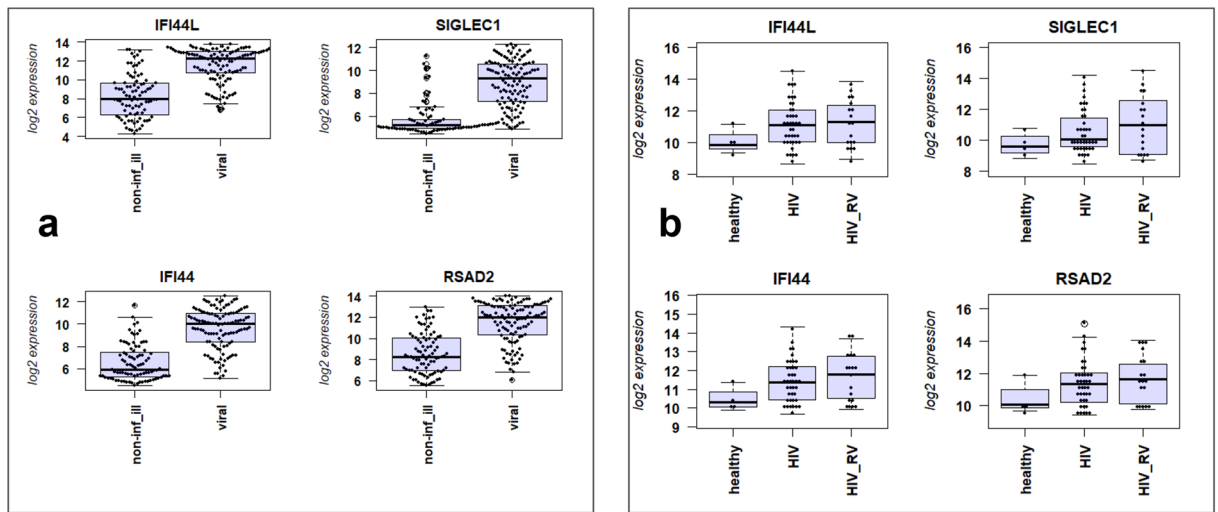 IFI44L
log2 expression
14
12
10
8
6
4
non-inf_ill
viral
SIGLEC1
log2 expression
12
10
8
6
non-inf_ill
viral
a
IFI44
log2 expression
12
10
8
6
non-inf_ill
viral
RSAD2
log2 expression
14
12
10
8
6
non-inf_ill
viral
IFI44L
log2 expression
16
14
12
10
8
healthy
HIV
HIV_RV
SIGLEC1
log2 expression
16
14
12
10
8
healthy
HIV
HIV_RV
b
IFI44
log2 expression
16
15
14
13
12
11
10
9
healthy
HIV
HIV_RV
RSAD2
log2 expression
16
14
12
10
healthy
HIV
HIV_RV